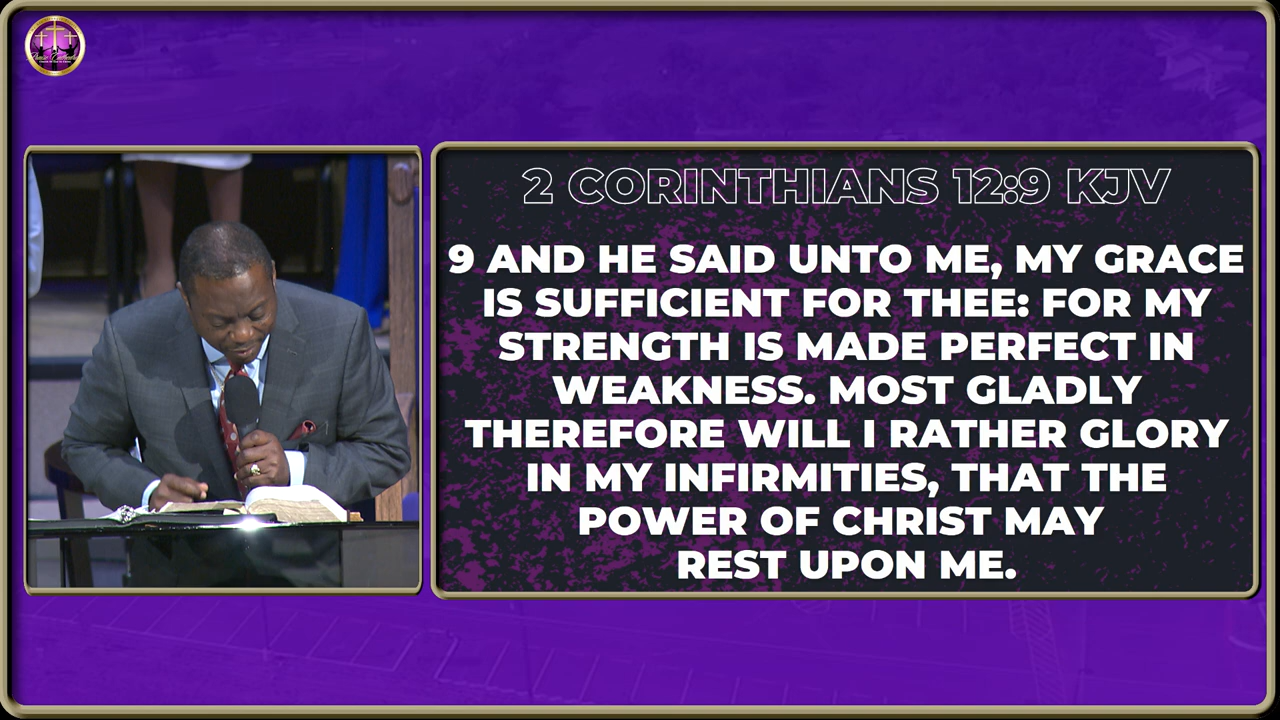 2 CORINTHIANS 12:9 KJV
9 AND HE SAID UNTO ME, MY GRACE
IS SUFFICIENT FOR THEE: FOR MY
STRENGTH IS MADE PERFECT IN
WEAKNESS. MOST GLADLY
THEREFORE WILL I RATHER GLORY
IN MY INFIRMITIES, THAT THE
POWER OF CHRIST MAY
REST UPON ME.